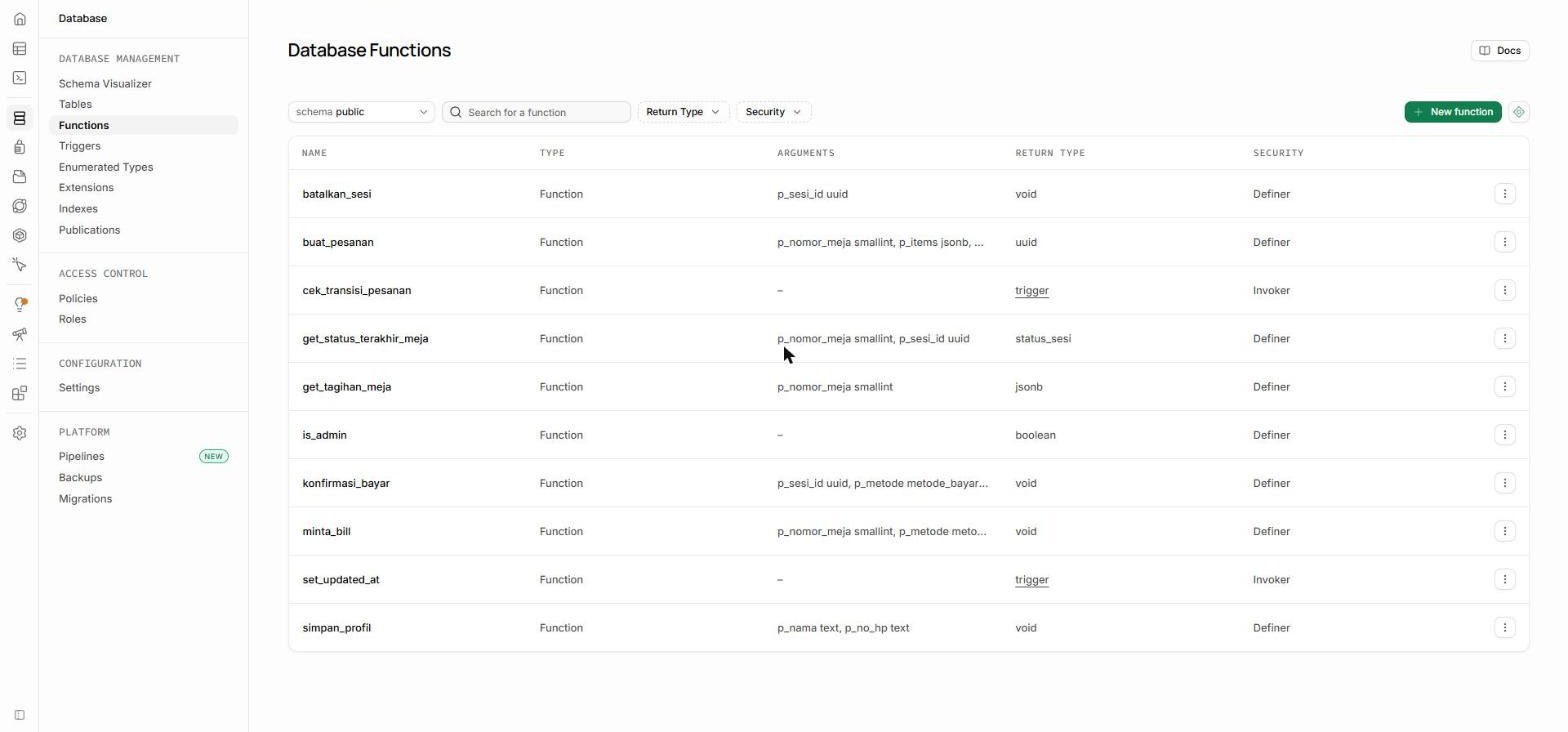 Database
DATABASE MANAGEMENT
Schema Visualizer
Tables
Functions
Triggers
Enumerated Types
Extensions
Indexes
Publications
ACCESS CONTROL
Policies
Roles
CONFIGURATION
Settings
PLATFORM
Pipelines NEW
Backups
Migrations
Database Functions
Docs
schema public
Search for a function
Return Type
Security
New function
NAME TYPE ARGUMENTS RETURN TYPE SECURITY
batalkan_sesi Function p_sesi_id uuid void Definer
buat_pesanan Function p_nomor_meja smallint, p_items jsonb, ... uuid Definer
cek_transisi_pesanan Function – trigger Invoker
get_status_terakhir_meja Function p_nomor_meja smallint, p_sesi_id uuid status_sesi Definer
get_tagihan_meja Function p_nomor_meja smallint jsonb Definer
is_admin Function – boolean Definer
konfirmasi_bayar Function p_sesi_id uuid, p_metode metode_bayar... void Definer
minta_bill Function p_nomor_meja smallint, p_metode meto... void Definer
set_updated_at Function – trigger Invoker
simpan_profil Function p_nama text, p_no_hp text void Definer